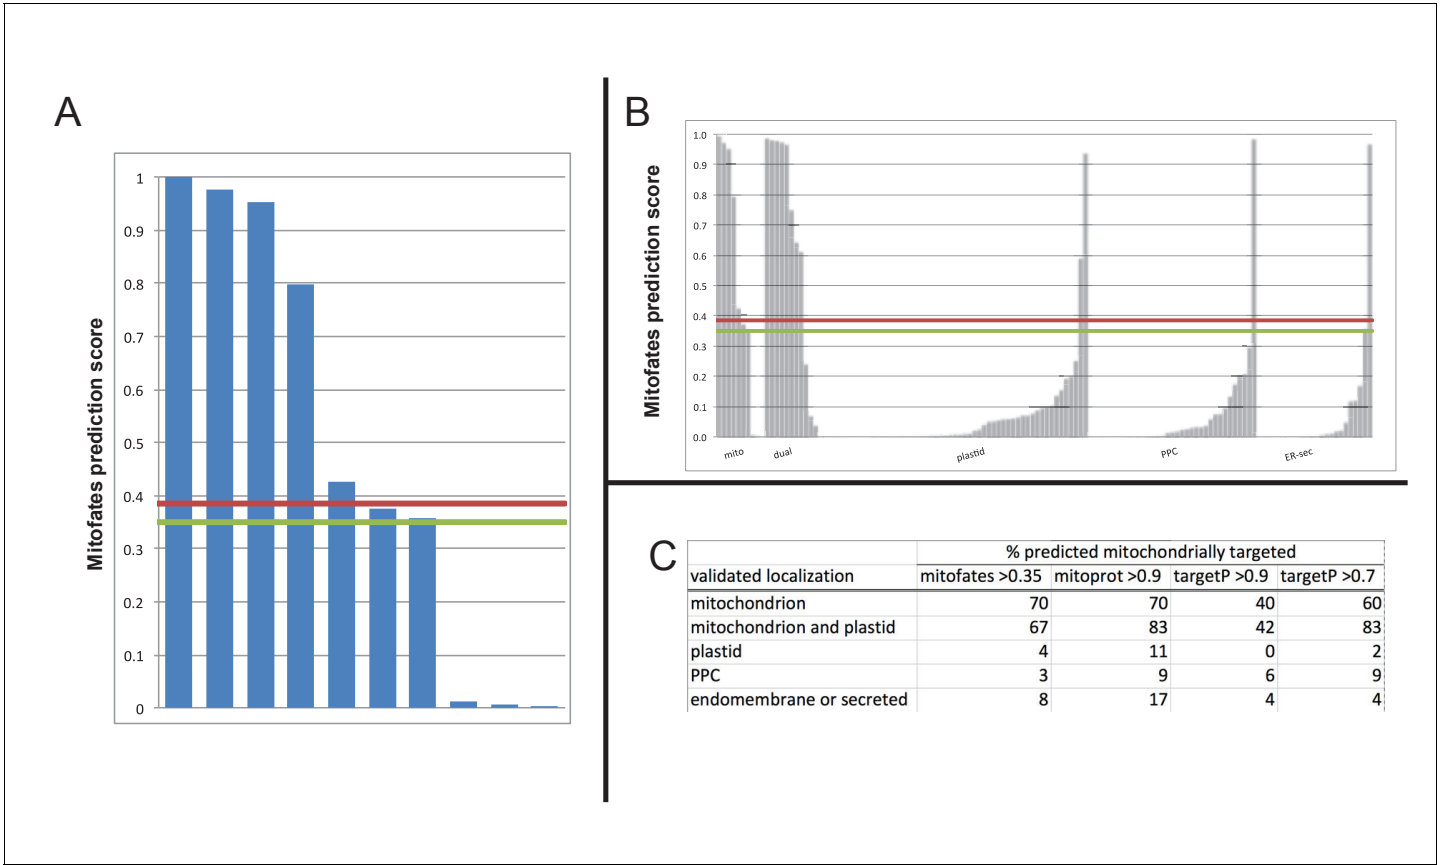 A
Mitofates prediction score
1
0.9
0.8
0.7
0.6
0.5
0.4
0.3
0.2
0.1
0
B
Mitofates prediction score
1.0
0.9
0.8
0.7
0.6
0.5
0.4
0.3
0.2
0.1
0.0
mito dual plastid PPC ER-sec
C
% predicted mitochondrially targeted
validated localization mitofates >0.35 mitoprot >0.9 targetP >0.9 targetP >0.7
mitochondrion 70 70 40 60
mitochondrion and plastid 67 83 42 83
plastid 4 11 0 2
PPC 3 9 6 9
endomembrane or secreted 8 17 4 4